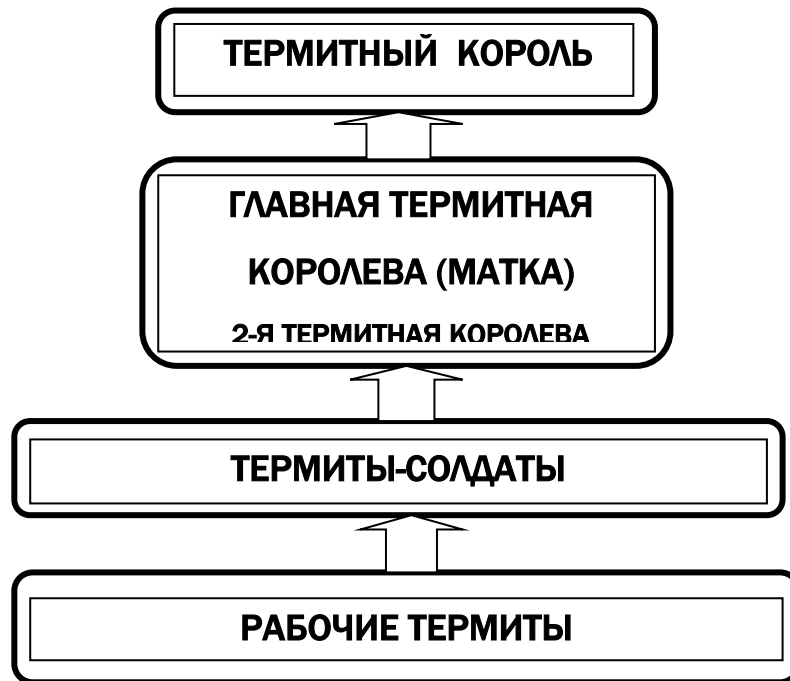 ТЕРМИТНЫЙ КОРОЛЬ
ГЛАВНАЯ ТЕРМИТНАЯ
КОРОЛЕВА (МАТКА)
2-Я ТЕРМИТНАЯ КОРОЛЕВА
ТЕРМИТЫ-СОЛДАТЫ
РАБОЧИЕ ТЕРМИТЫ